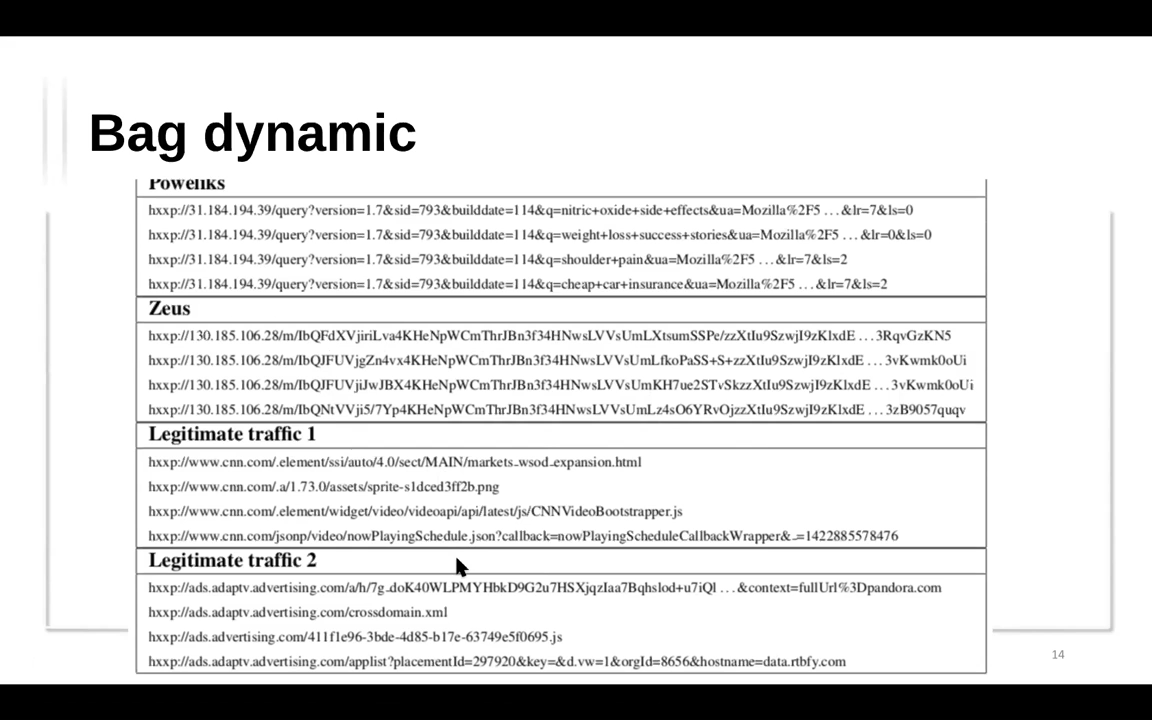 Bag dynamic
Poweliks
hxxp://31.184.194.39/query?version=1.7&sid=793&builddate=114&q=nitric+oxide+side+effects&ua=Mozilla%2F5 ...&lr=7&ls=0
hxxp://31.184.194.39/query?version=1.7&sid=793&builddate=114&q=weight+loss+success+stories&ua=Mozilla%2F5 ...&lr=0&ls=0
hxxp://31.184.194.39/query?version=1.7&sid=793&builddate=114&q=shoulder+pain&ua=Mozilla%2F5 ...&lr=7&ls=2
hxxp://31.184.194.39/query?version=1.7&sid=793&builddate=114&q=cheap+car+insurance&ua=Mozilla%2F5 ...&lr=7&ls=2
Zeus
hxxp://130.185.106.28/m/IbQFdXVjiriLva4KHeNpWCmThrJBn3f34HNwsLVVsUmLXtsumSSPe/zzXtIu9SzwjI9zKlxdE ...3RqvGzKN5
hxxp://130.185.106.28/m/IbQJFUVjgZn4vx4KHeNpWCmThrJBn3f34HNwsLVVsUmLfkoPaSS+S+zzXtIu9SzwjI9zKlxdE ...3vKwmk0oUi
hxxp://130.185.106.28/m/IbQJFUVjiJwJBX4KHeNpWCmThrJBn3f34HNwsLVVsUmKH7ue2STvSkzzXtIu9SzwjI9zKlxdE ...3vKwmk0oUi
hxxp://130.185.106.28/m/IbQNtVVji5/7Yp4KHeNpWCmThrJBn3f34HNwsLVVsUmLz4sO6YRvOjzzXtIu9SzwjI9zKlxdE ...3zB9057quqv
Legitimate traffic 1
hxxp://www.cnn.com/.element/ssi/auto/4.0/sect/MAIN/markets_wsod_expansion.html
hxxp://www.cnn.com/.a/1.73.0/assets/sprite-s1dced3ff2b.png
hxxp://www.cnn.com/.element/widget/video/videoapi/api/latest/js/CNNVideoBootstrapper.js
hxxp://www.cnn.com/jsonp/video/nowPlayingSchedule.json?callback=nowPlayingScheduleCallbackWrapper&_=1422885578476
Legitimate traffic 2
hxxp://ads.adaptv.advertising.com/a/h/7g_doK40WLPMYHbkD9G2u7HSXjqzIaa7Bqhslod+u7iQl ...&context=fullUrl%3Dpandora.com
hxxp://ads.adaptv.advertising.com/crossdomain.xml
hxxp://ads.advertising.com/411f1e96-3bde-4d85-b17e-63749e5f0695.js
hxxp://ads.adaptv.advertising.com/applist?placementId=297920&key=&d.vw=1&orgId=8656&hostname=data.rtbfy.com
14